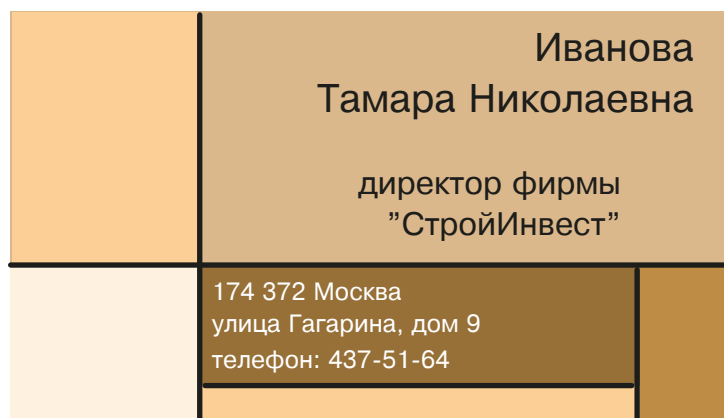 Иванова
Тамара Николаевна
директор фирмы
”СтройИнвест”
174 372 Москва
улица Гагарина, дом 9
телефон: 437-51-64